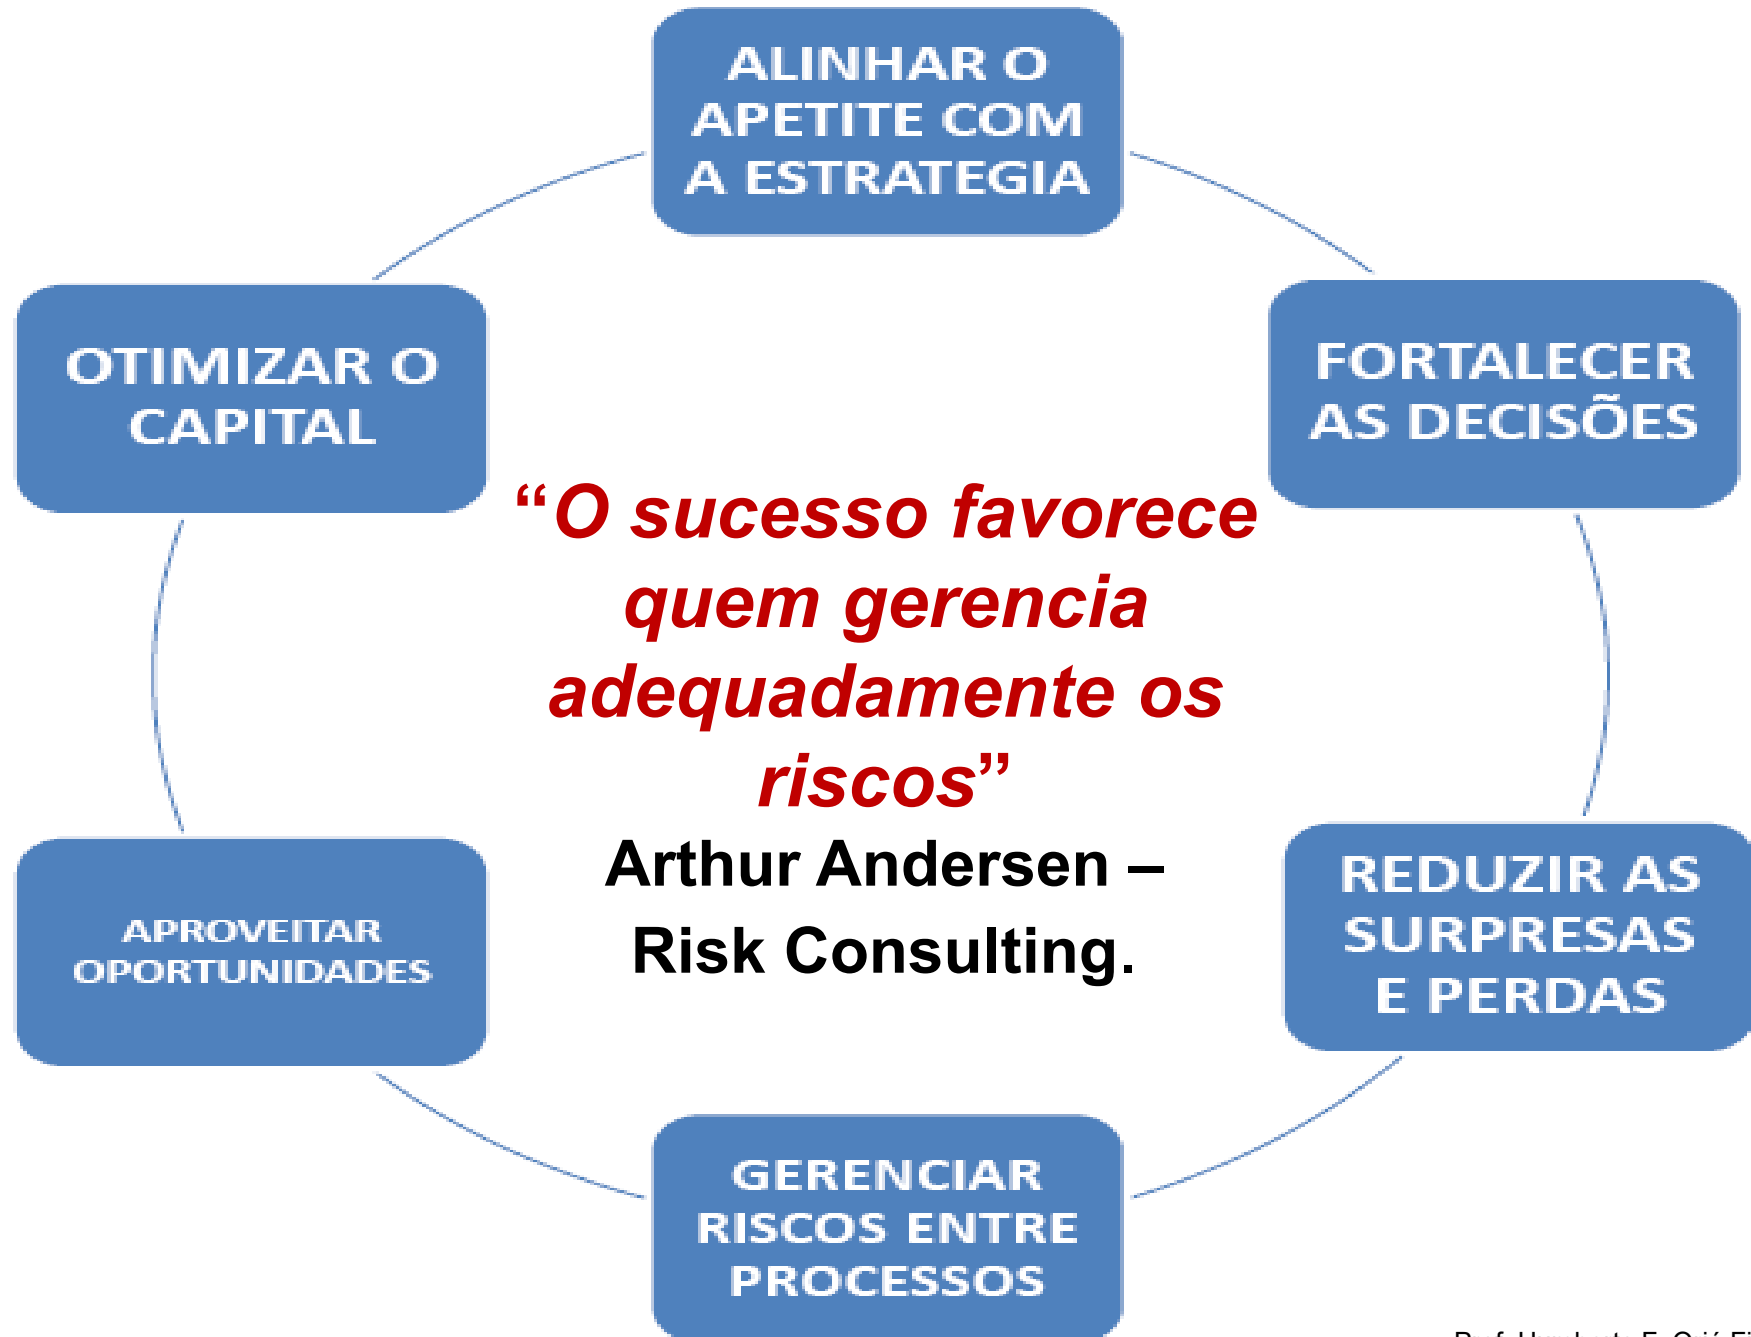 ALINHAR O
APETITE COM
A ESTRATEGIA
FORTALECER
AS DECISÕES
REDUZIR AS
SURPRESAS
E PERDAS
GERENCIAR
RISCOS ENTRE
PROCESSOS
APROVEITAR
OPORTUNIDADES
OTIMIZAR O
CAPITAL
“O sucesso favorece
quem gerencia
adequadamente os
riscos”
Arthur Andersen –
Risk Consulting.